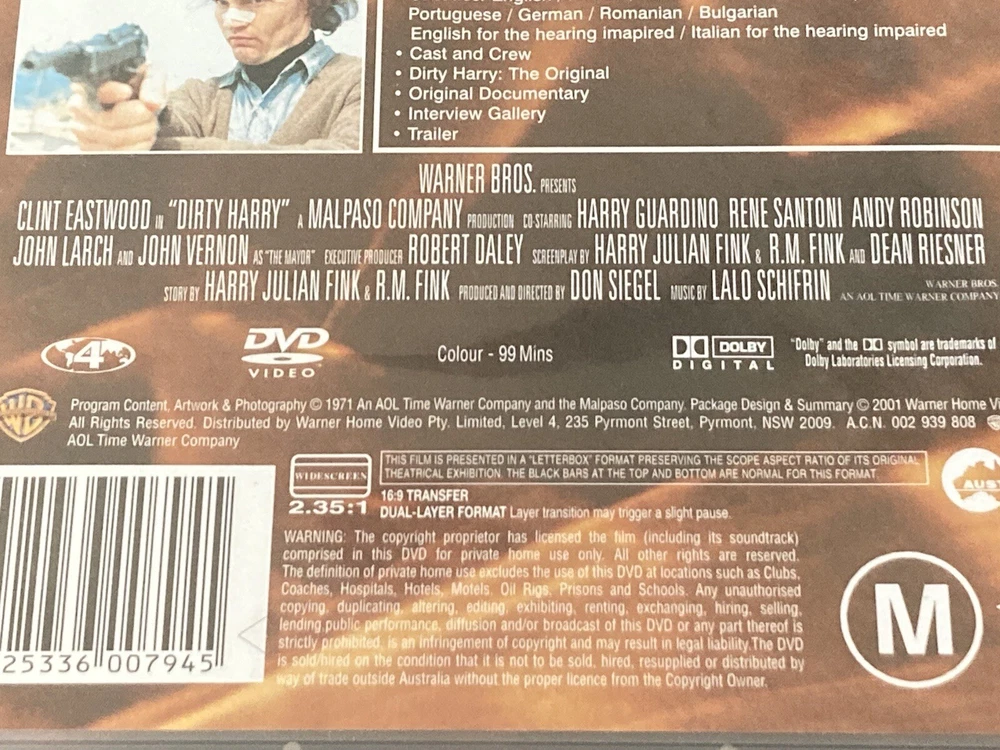 Portuguese / German / Romanian / Bulgarian
English for the hearing imapired / Italian for the hearing impaired
• Cast and Crew
• Dirty Harry: The Original
• Original Documentary
• Interview Gallery
• Trailer
WARNER BROS. PRESENTS
CLINT EASTWOOD IN "DIRTY HARRY" A MALPASO COMPANY PRODUCTION CO-STARRING HARRY GUARDINO RENE SANTONI ANDY ROBINSON
JOHN LARCH AND JOHN VERNON AS "THE MAYOR" EXECUTIVE PRODUCER ROBERT DALEY SCREENPLAY BY HARRY JULIAN FINK & R.M. FINK AND DEAN RIESNER
STORY BY HARRY JULIAN FINK & R.M. FINK PRODUCED AND DIRECTED BY DON SIEGEL MUSIC BY LALO SCHIFRIN
WARNER BROS.
AN AOL TIME WARNER COMPANY
4
DVD
VIDEO
Colour - 99 Mins
DOLBY
DIGITAL
"Dolby" and the symbol are trademarks of
Dolby Laboratories Licensing Corporation.
WB
Program Content, Artwork & Photography © 1971 An AOL Time Warner Company and the Malpaso Company. Package Design & Summary © 2001 Warner Home Vi
All Rights Reserved. Distributed by Warner Home Video Pty. Limited, Level 4, 235 Pyrmont Street, Pyrmont, NSW 2009. A.C.N. 002 939 808
AOL Time Warner Company
WIDESCREEN
2.35:1
THIS FILM IS PRESENTED IN A "LETTERBOX" FORMAT PRESERVING THE SCOPE ASPECT RATIO OF ITS ORIGINAL
THEATRICAL EXHIBITION. THE BLACK BARS AT THE TOP AND BOTTOM ARE NORMAL FOR THIS FORMAT.
16:9 TRANSFER
DUAL-LAYER FORMAT Layer transition may trigger a slight pause.
AUST
WARNING: The copyright proprietor has licensed the film (including its soundtrack)
comprised in this DVD for private home use only. All other rights are reserved.
The definition of private home use excludes the use of this DVD at locations such as Clubs,
Coaches, Hospitals, Hotels, Motels, Oil Rigs, Prisons and Schools. Any unauthorised
copying, duplicating, altering, editing, exhibiting, renting, exchanging, hiring, selling,
lending,public performance, diffusion and/or broadcast of this DVD or any part thereof is
strictly prohibited, is an infringement of copyright and may result in legal liability.The DVD
is sold/hired on the condition that it is not to be sold, hired, resupplied or distributed by
way of trade outside Australia without the proper licence from the Copyright Owner.
M
25336 007945